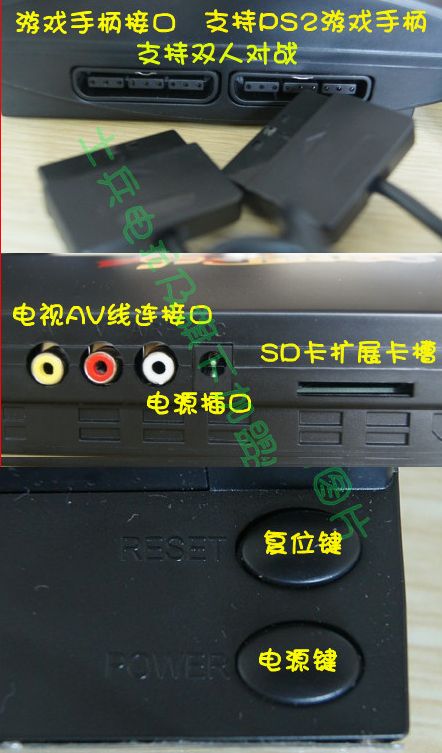 游戏手柄接口 支持PS2游戏手柄
支持双人对战
电视AV线连接口
SD卡扩展卡槽
电源插口
RESET
复位键
POWER
电源键